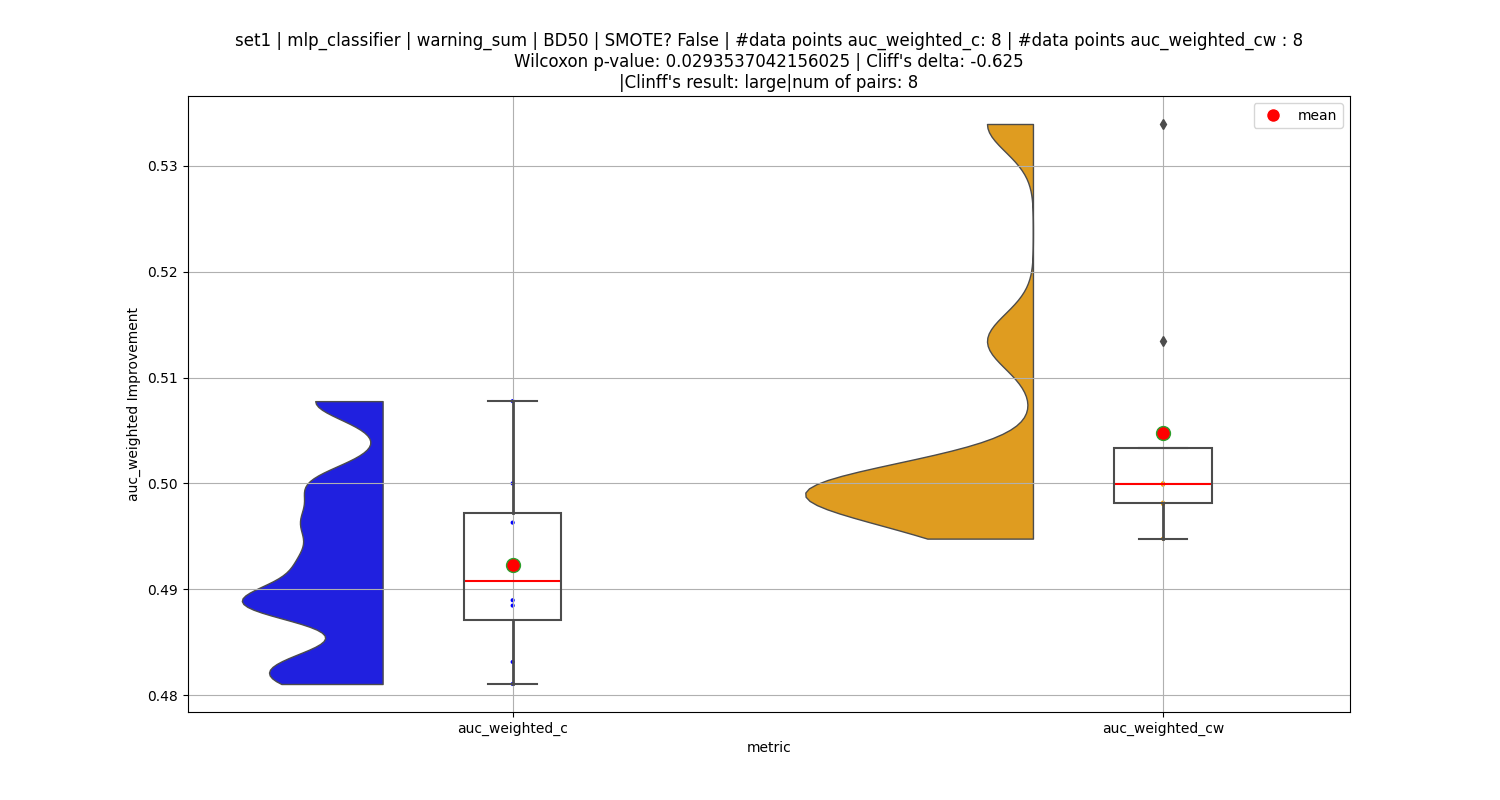 set1 | mlp_classifier | warning_sum | BD50 | SMOTE? False | #data points auc_weighted_c: 8 | #data points auc_weighted_cw : 8
Wilcoxon p-value: 0.0293537042156025 | Cliff's delta: -0.625
|Clinff's result: large|num of pairs: 8
mean
0.53
0.52
0.51
0.50
0.49
0.48
auc_weighted Improvement
auc_weighted_c
auc_weighted_cw
metric